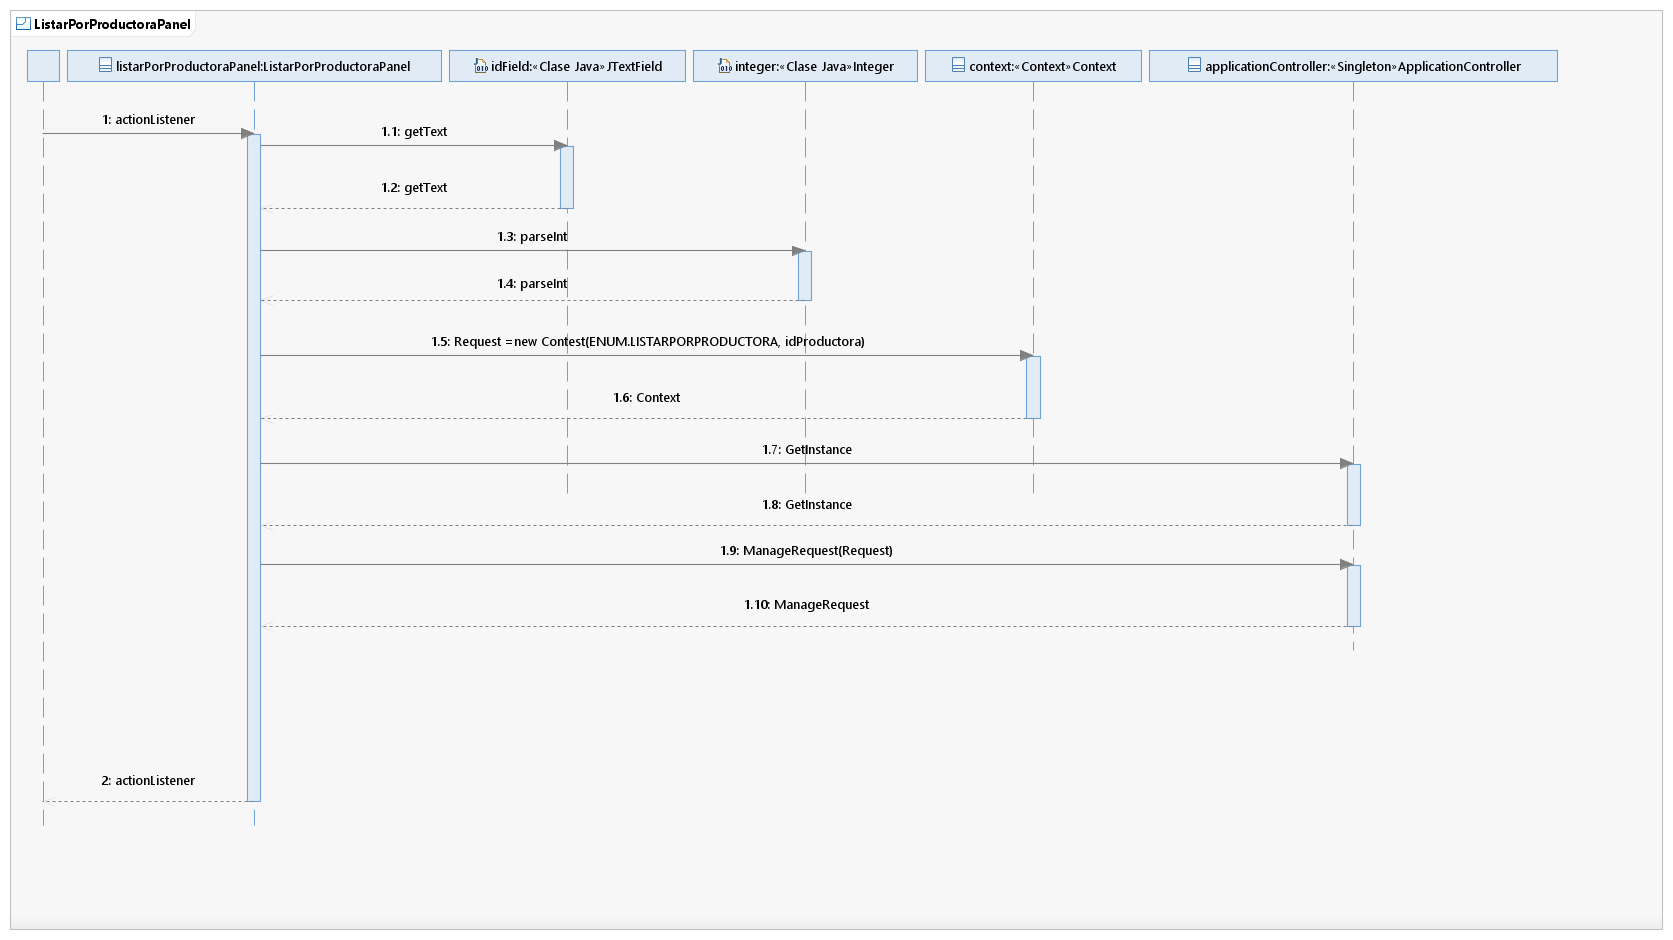 ListarPorProductoraPanel
listarPorProductoraPanel:ListarPorProductoraPanel
idField:«Clase Java»JTextField
integer:«Clase Java»Integer
context:«Context»Context
applicationController:«Singleton»ApplicationController
1: actionListener
1.1: getText
1.2: getText
1.3: parseInt
1.4: parseInt
1.5: Request =new Contest(ENUM.LISTARPORPRODUCTORA, idProductora)
1.6: Context
1.7: GetInstance
1.8: GetInstance
1.9: ManageRequest(Request)
1.10: ManageRequest
2: actionListener